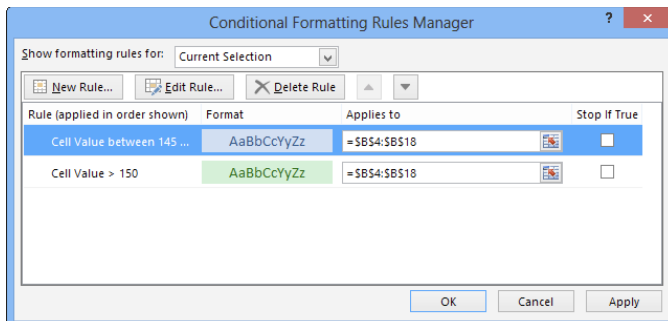 Conditional Formatting Rules Manager ? ×
Show formatting rules for: Current Selection
New Rule... Edit Rule... Delete Rule
Rule (applied in order shown) Format Applies to Stop If True
Cell Value between 145 ... AaBbCcYyZz =$B$4:$B$18
Cell Value > 150 AaBbCcYyZz =$B$4:$B$18
OK Cancel Apply